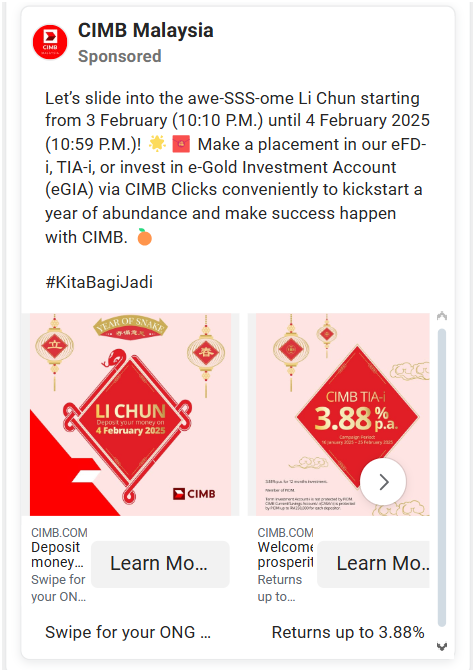 CIMB Malaysia
Sponsored
Let's slide into the awe-SSS-ome Li Chun starting
from 3 February (10:10 P.M.) until 4 February 2025
(10:59 P.M.)! 🌟 🧧 Make a placement in our eFD-
i, TIA-i, or invest in e-Gold Investment Account
(eGIA) via CIMB Clicks conveniently to kickstart a
year of abundance and make success happen
with CIMB. 🍊
#KitaBagiJadi
YEAR OF SNAKE
立
春
LI CHUN
Deposit your money on
4 February 2025
CIMB
CIMB TIA-i
3.88% p.a.
Campaign Period:
CIMB.COM
Deposit
money...
Swipe for
your ON...
Learn Mo...
CIMB.COM
Welcome
prosperit
Returns
up to...
Learn Mo...
Swipe for your ONG ...
Returns up to 3.88%